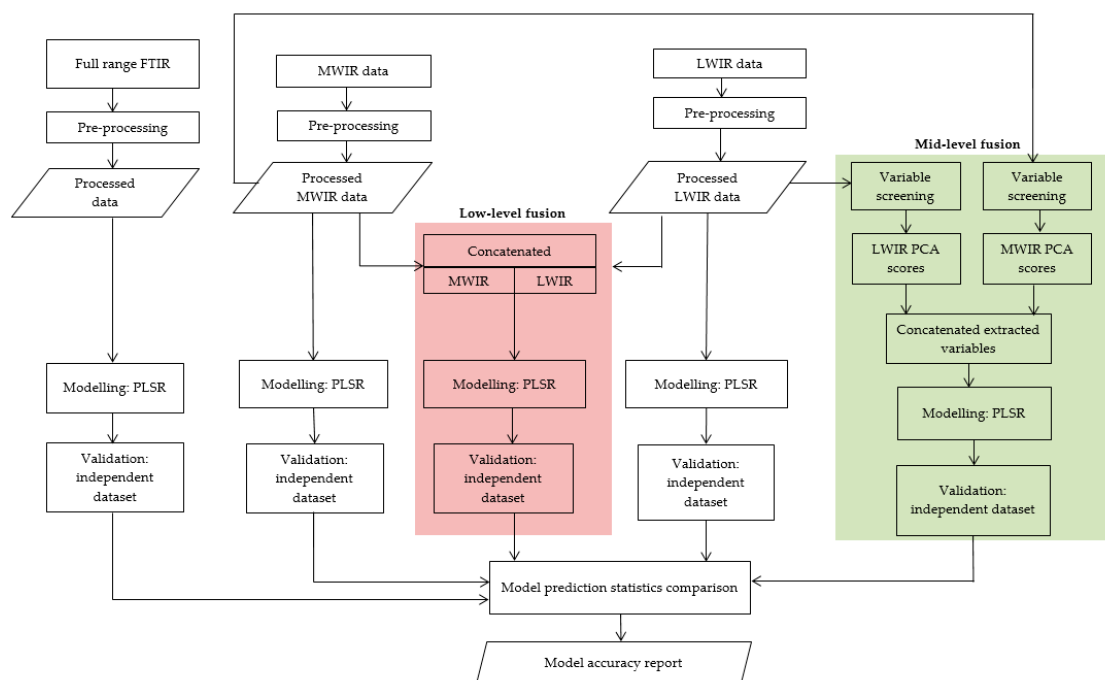 Full range FTIR
Pre-processing
Processed
data
Modelling: PLSR
Validation:
independent
dataset
MWIR data
Pre-processing
Processed
MWIR data
Modelling: PLSR
Validation:
independent
dataset
Low-level fusion
Concatenated
MWIR LWIR
Modelling: PLSR
Validation:
independent
dataset
LWIR data
Pre-processing
Processed
LWIR data
Modelling: PLSR
Validation:
independent
dataset
Mid-level fusion
Variable
screening
Variable
screening
LWIR PCA
scores
MWIR PCA
scores
Concatenated extracted
variables
Modelling: PLSR
Validation:
independent dataset
Model prediction statistics comparison
Model accuracy report